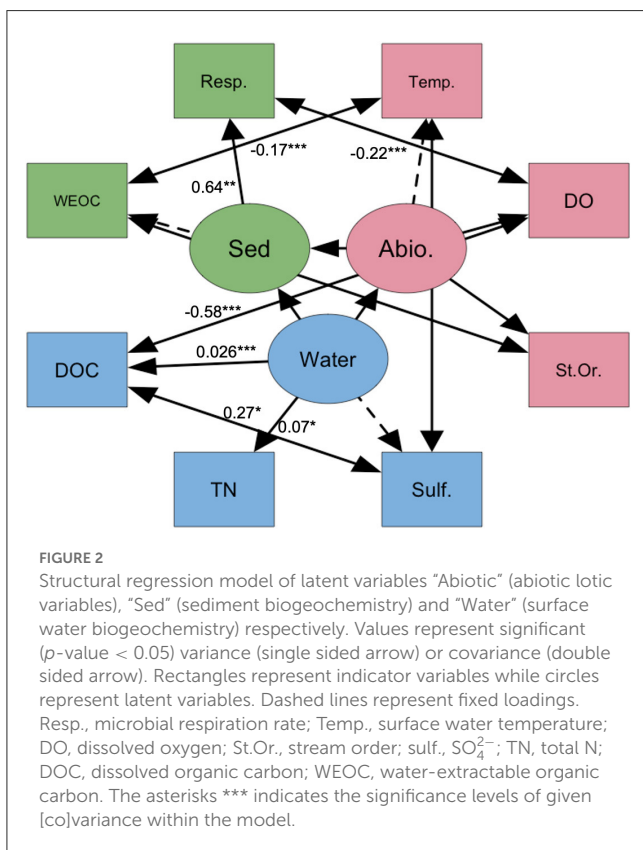 Resp.
Temp.
-0.17***
-0.22***
0.64**
WEOC
DO
Sed
Abio.
-0.58***
DOC
0.026***
Water
St.Or.
0.27*
0.07*
TN
Sulf.
FIGURE 2
Structural regression model of latent variables "Abiotic" (abiotic lotic
variables), "Sed" (sediment biogeochemistry) and "Water" (surface
water biogeochemistry) respectively. Values represent significant
(p-value < 0.05) variance (single sided arrow) or covariance (double
sided arrow). Rectangles represent indicator variables while circles
represent latent variables. Dashed lines represent fixed loadings.
Resp., microbial respiration rate; Temp., surface water temperature;
DO, dissolved oxygen; St.Or., stream order; sulf., SO₄²⁻; TN, total N;
DOC, dissolved organic carbon; WEOC, water-extractable organic
carbon. The asterisks *** indicates the significance levels of given
[co]variance within the model.